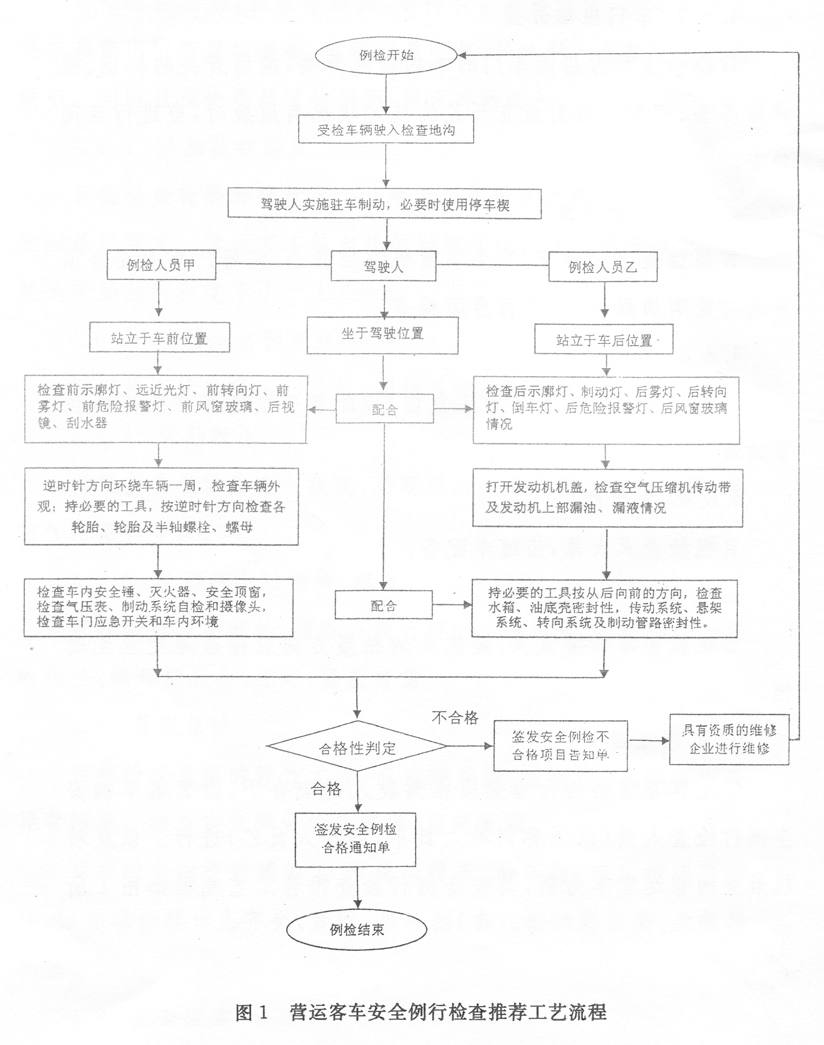 例检开始
受检车辆驶入检查地沟
驾驶人实施驻车制动，必要时使用停车楔
例检人员甲
驾驶人
例检人员乙
站立于车前位置
坐于驾驶位置
站立于车后位置
检查前示廓灯、远近光灯、前转向灯、前
雾灯、前危险报警灯、前风窗玻璃、后视
镜、刮水器
配合
检查后示廓灯、制动灯、后雾灯、后转向
灯、倒车灯、后危险报警灯、后风窗玻璃
情况
逆时针方向环绕车辆一周，检查车辆外
观；持必要的工具，按逆时针方向检查各
轮胎、轮胎及半轴螺栓、螺母
打开发动机机盖，检查空气压缩机传动带
及发动机上部漏油、漏液情况
检查车内安全锤、灭火器、安全顶窗，
检查气压表、制动系统自检和摄像头，
检查车门应急开关和车内环境
配合
持必要的工具按从后向前的方向，检查
水箱、油底壳密封性，传动系统、悬架
系统、转向系统及制动管路密封性。
合格性判定
不合格
签发安全例检不
合格项目告知单
具有资质的维修
企业进行维修
合格
签发安全例检
合格通知单
例检结束
图1 营运客车安全例行检查推荐工艺流程